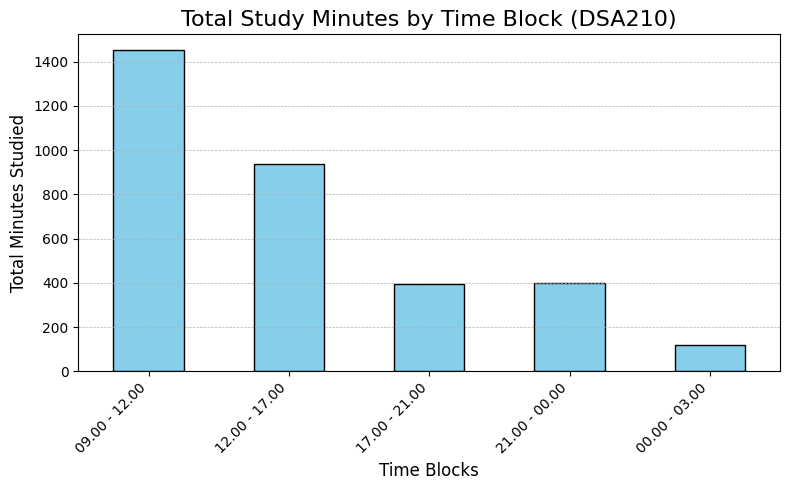 Total Study Minutes by Time Block (DSA210)
Total Minutes Studied
1400
1200
1000
800
600
400
200
0
09.00 - 12.00
12.00 - 17.00
17.00 - 21.00
21.00 - 00.00
00.00 - 03.00
Time Blocks